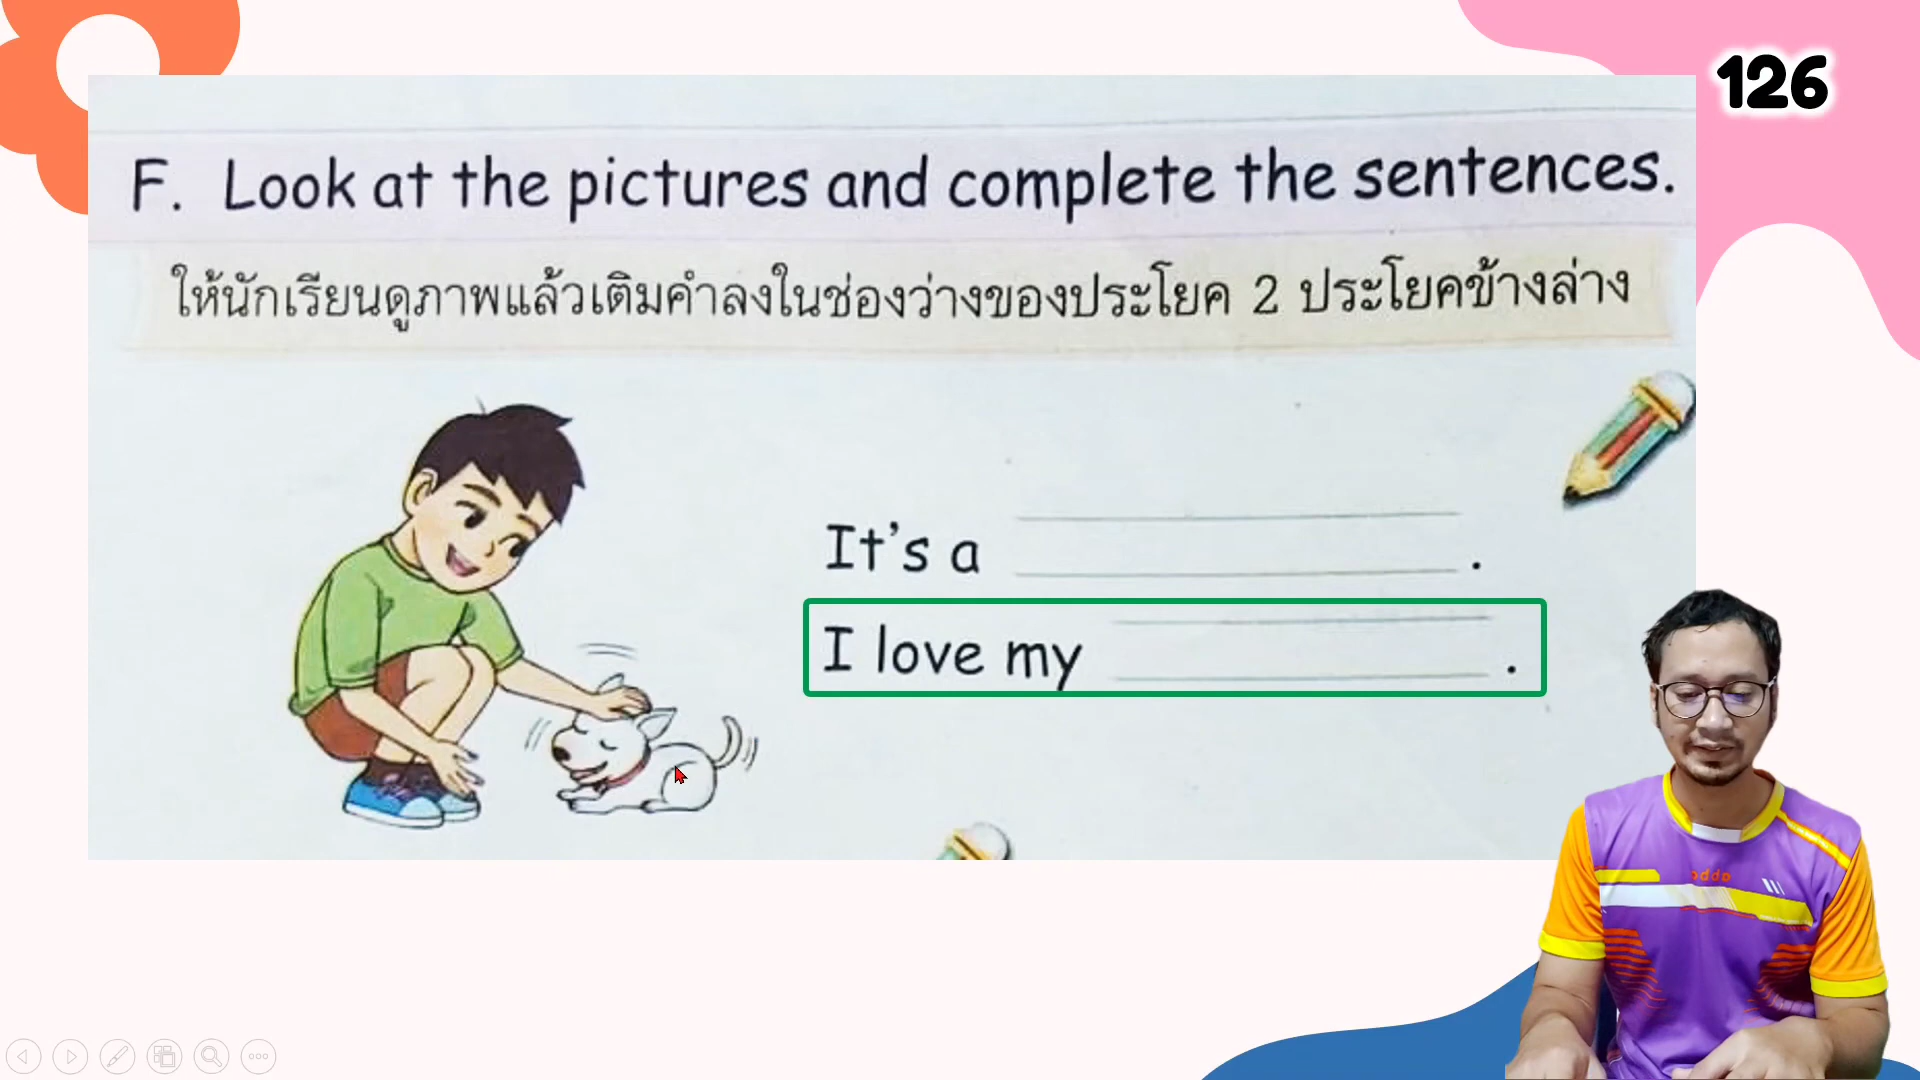 126
F. Look at the pictures and complete the sentences.
ให้นักเรียนดูภาพแล้วเติมคำลงในช่องว่างของประโยค 2 ประโยคข้างล่าง
It's a .
I love my .
oddo